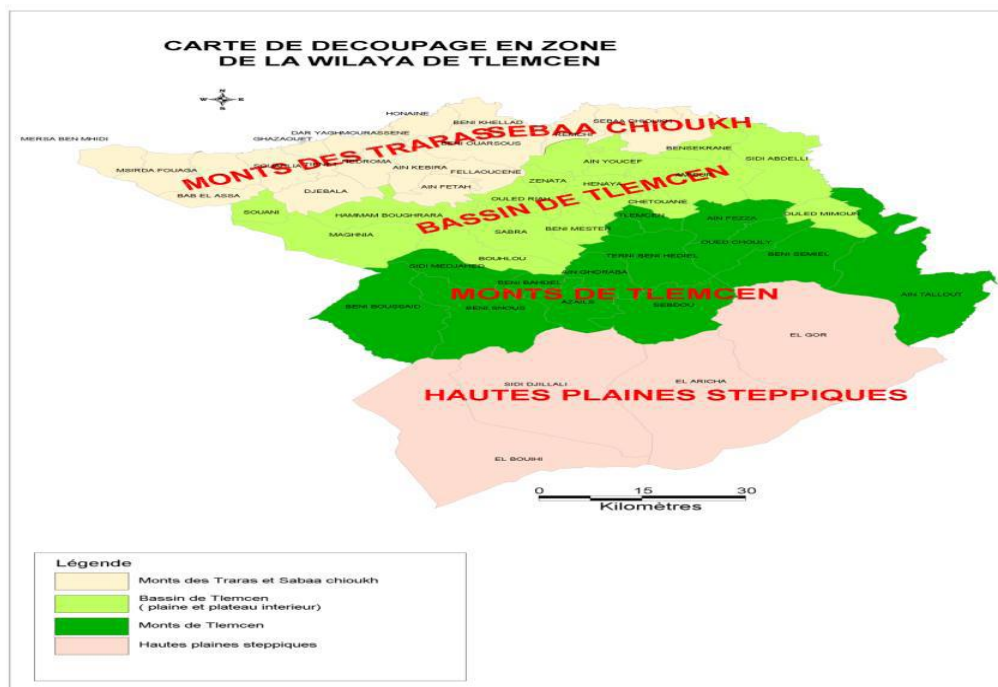 CARTE DE DECOUPAGE EN ZONE
DE LA WILAYA DE TLEMCEN
N
W
E
S
HONAINE
BENI KHELLAD
SEBAA CHIOUKH
DAR YAGHMOURASSENE
MERSA BEN MHIDI
GHAZAOUET
BENI OUARSOUS
MONTS DES TRARAS
SEBAA CHIOUKH
BENSEKRANE
MSIRDA FOUAGA
AIN KEBIRA
FELLAOUCENE
AIN YOUCEF
SIDI ABDELLI
BAB EL ASSA
DJEBALA
AIN FETAH
ZENATA
HENAYA
SOUANI
HAMMAM BOUGHRARA
OULED RIAH
BASSIN DE TLEMCEN
CHETOUANE
TLEMCEN
AIN FEZZA
OULED MIMOUN
MAGHNIA
SABRA
BENI MESTER
OUED CHOULY
BOUHLOU
TERNI BENI HEDIEL
BENI SEMIEL
SIDI MEDJAHED
AIN GHORABA
BENI BAHDEL
MONTS DE TLEMCEN
AIN TALLOUT
BENI BOUSSAID
BENI SNOUS
AZAILS
SEBDOU
EL GOR
SIDI DJILLALI
EL ARICHA
HAUTES PLAINES STEPPIQUES
EL BOUIHI
0 15 30
Kilomètres
Légende
Monts des Traras et Sabaa chioukh
Bassin de Tlemcen
( plaine et plateau interieur)
Monts de Tlemcen
Hautes plaines steppiques